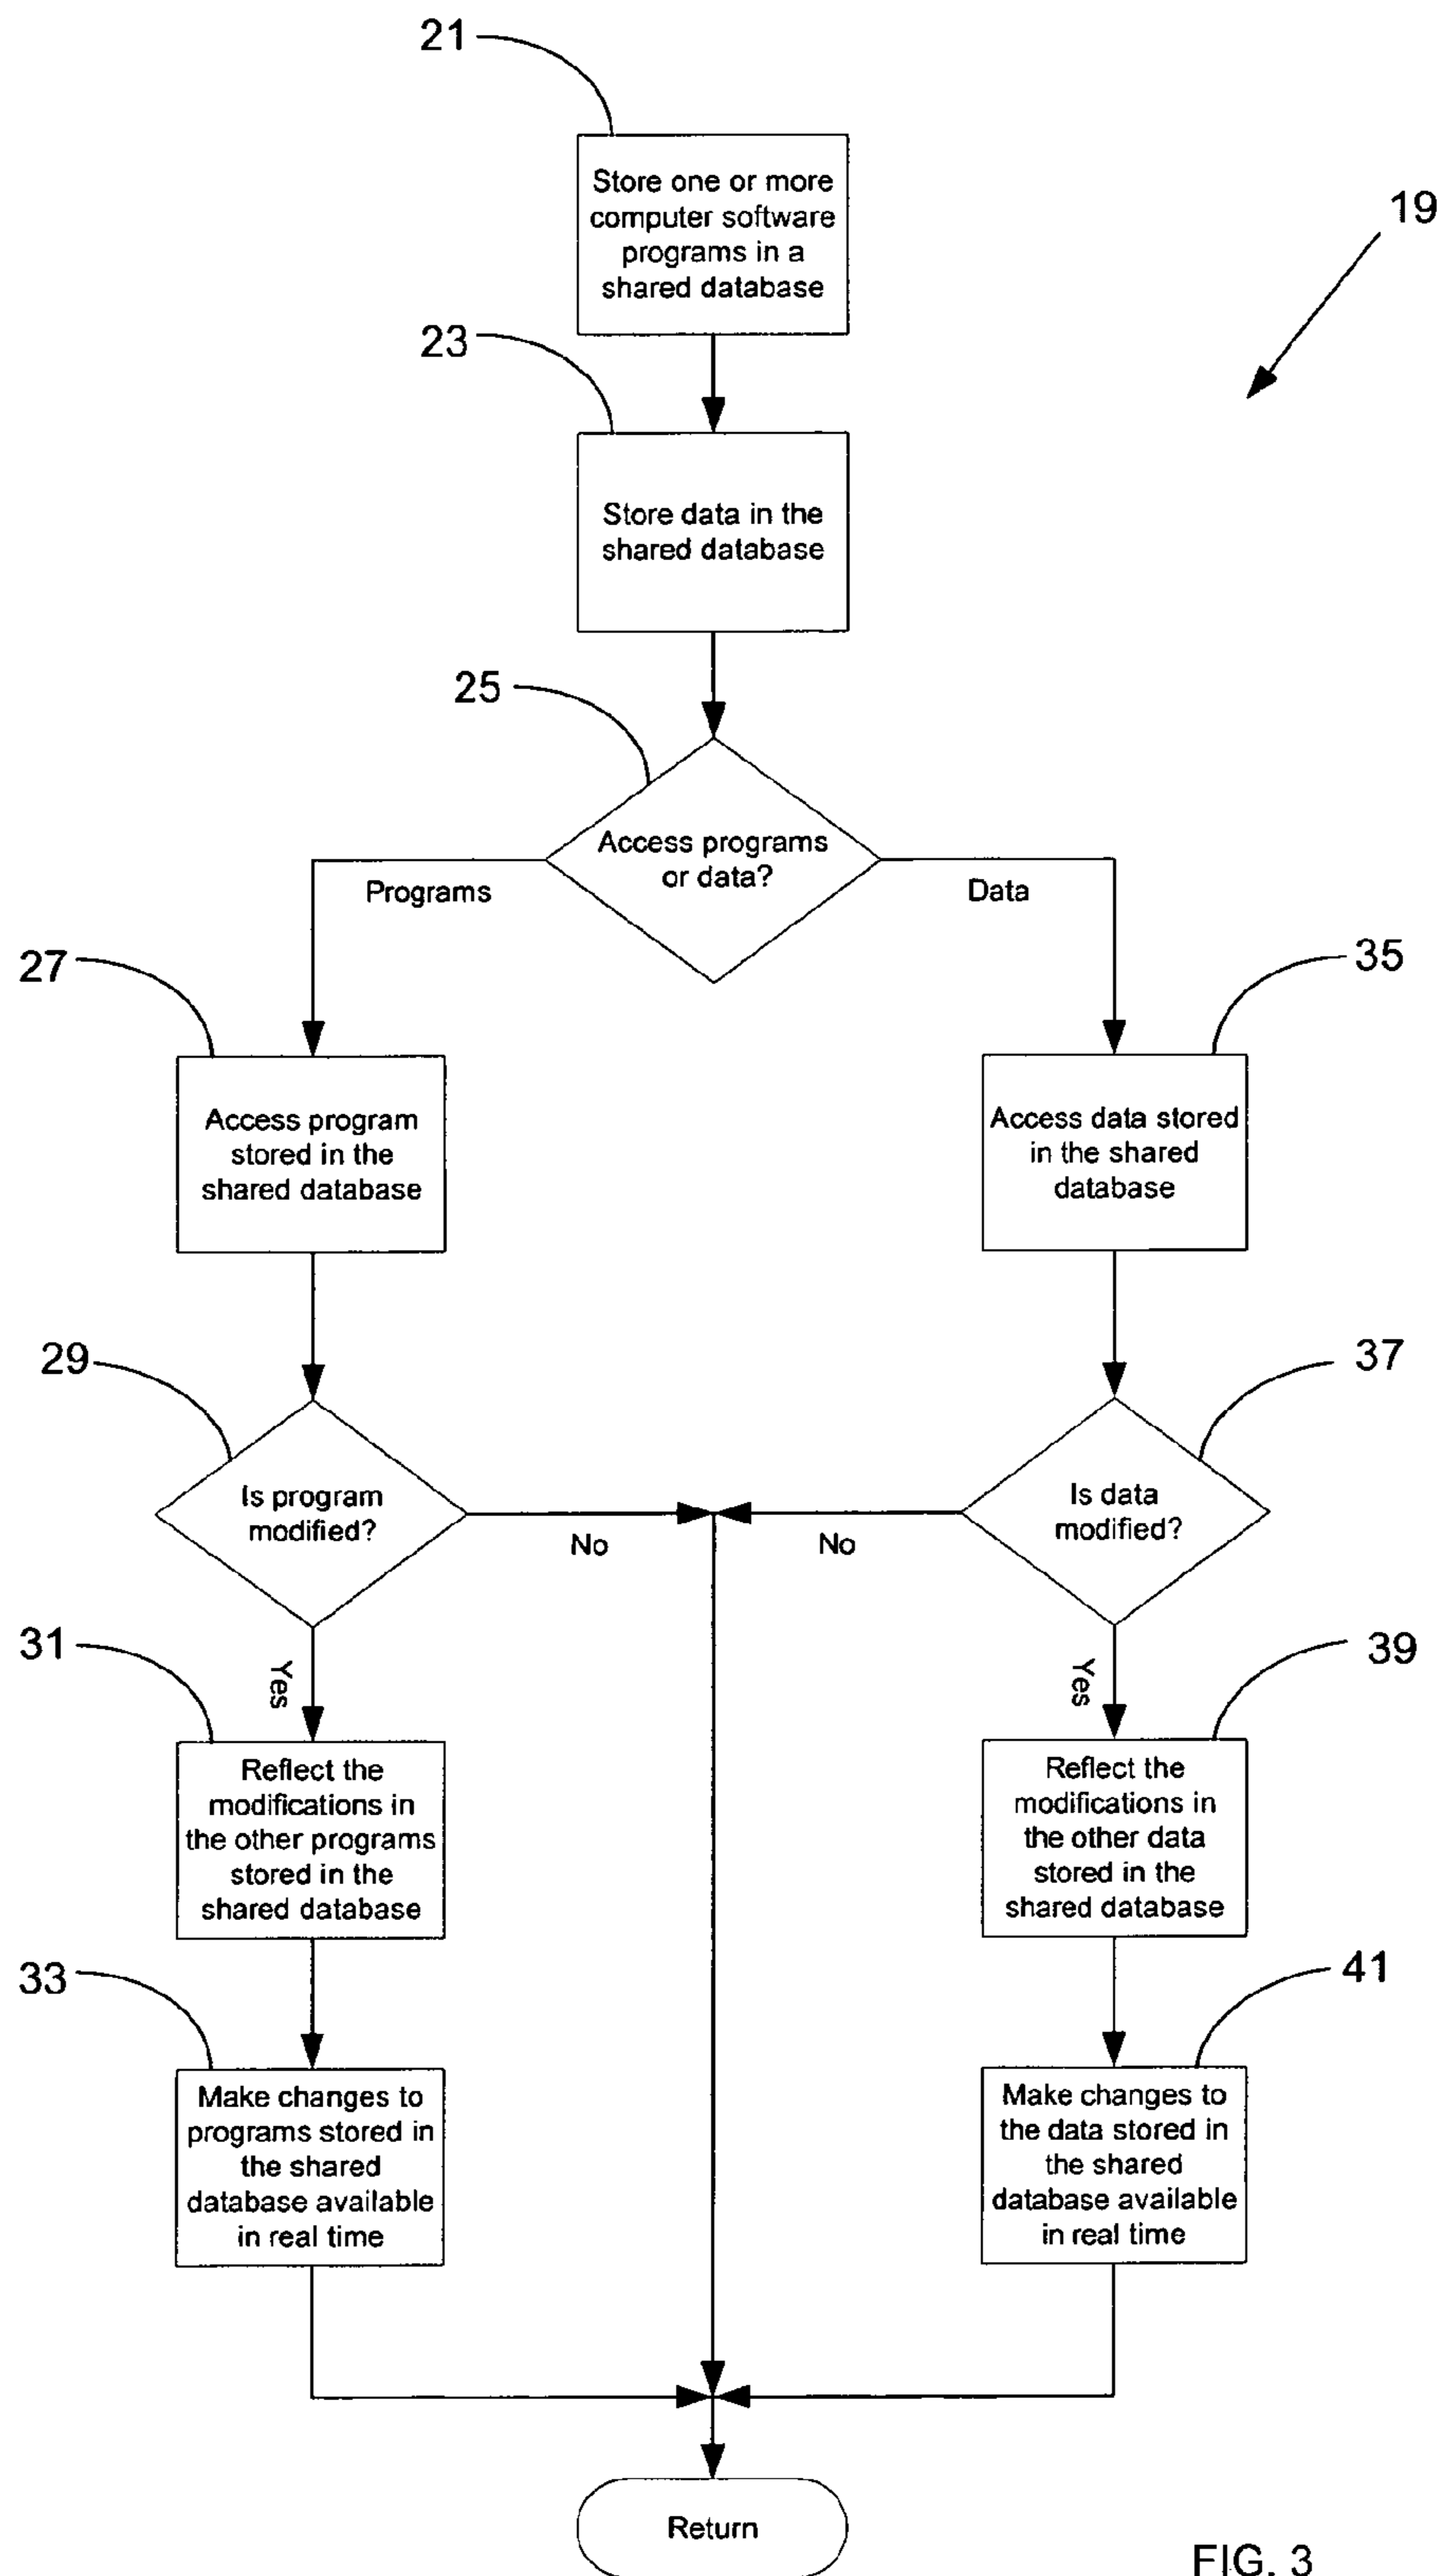 21
Store one or more
computer software
programs in a
shared database
19
23
Store data in the
shared database
25
Access programs
or data?
Programs
Data
27
35
Access program
stored in the
shared database
Access data stored
in the shared
database
29
37
Is program
modified?
No
No
Is data
modified?
31
Yes
Yes
39
Reflect the
modifications in
the other programs
stored in the
shared database
Reflect the
modifications in
the other data
stored in the
shared database
33
41
Make changes to
programs stored in
the shared
database available
in real time
Make changes to
the data stored in
the shared
database available
in real time
Return
FIG. 3